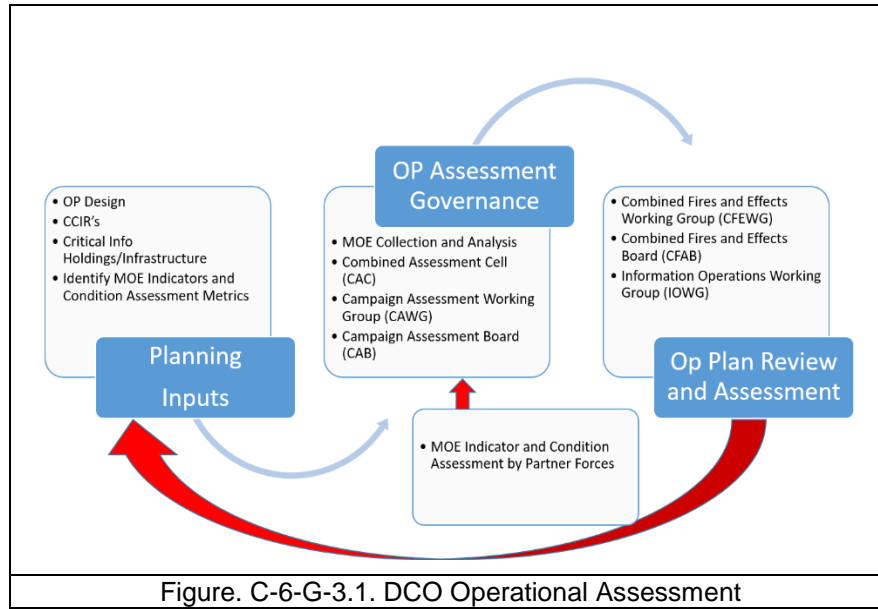 • OP Design
• CCIR's
• Critical Info
Holdings/Infrastructure
• Identify MOE Indicators and
Condition Assessment Metrics
Planning
Inputs
OP Assessment
Governance
• MOE Collection and Analysis
• Combined Assessment Cell
(CAC)
• Campaign Assessment Working
Group (CAWG)
• Campaign Assessment Board
(CAB)
• MOE Indicator and Condition
Assessment by Partner Forces
• Combined Fires and Effects
Working Group (CFEWG)
• Combined Fires and Effects
Board (CFAB)
• Information Operations Working
Group (IOWG)
Op Plan Review
and Assessment
Figure. C-6-G-3.1. DCO Operational Assessment